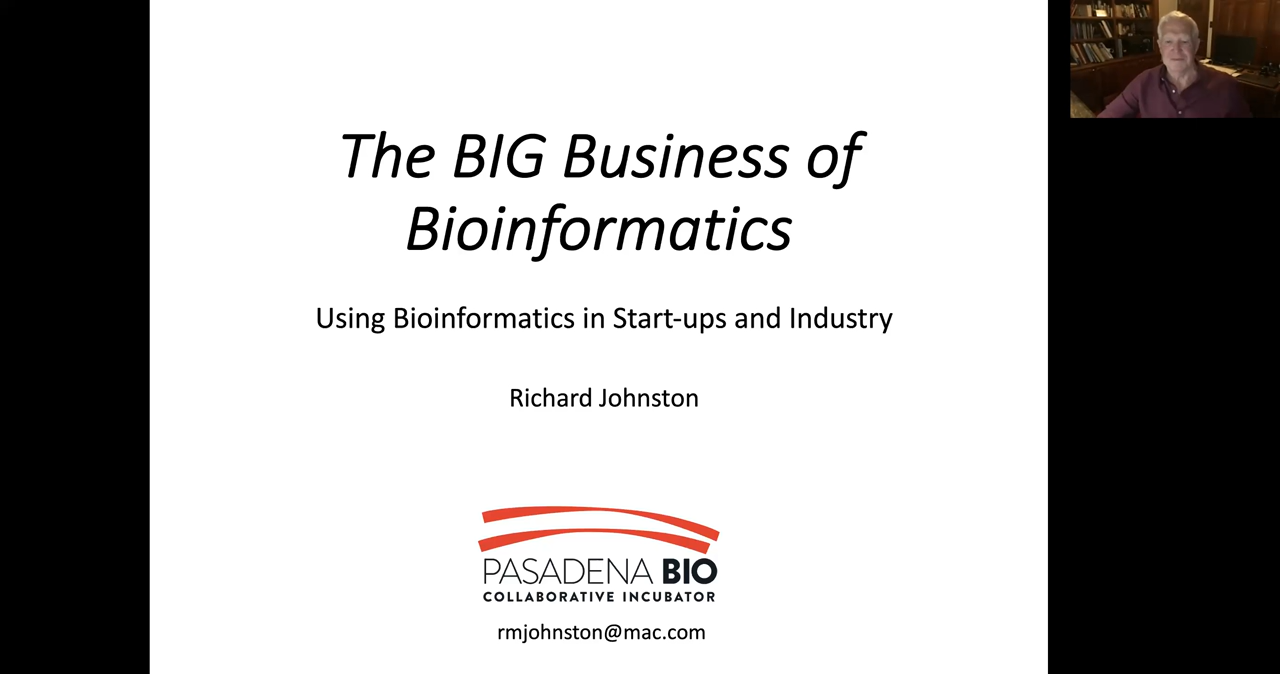 The BIG Business of
Bioinformatics
Using Bioinformatics in Start-ups and Industry
Richard Johnston
PASADENA BIO
COLLABORATIVE INCUBATOR
rmjohnston@mac.com